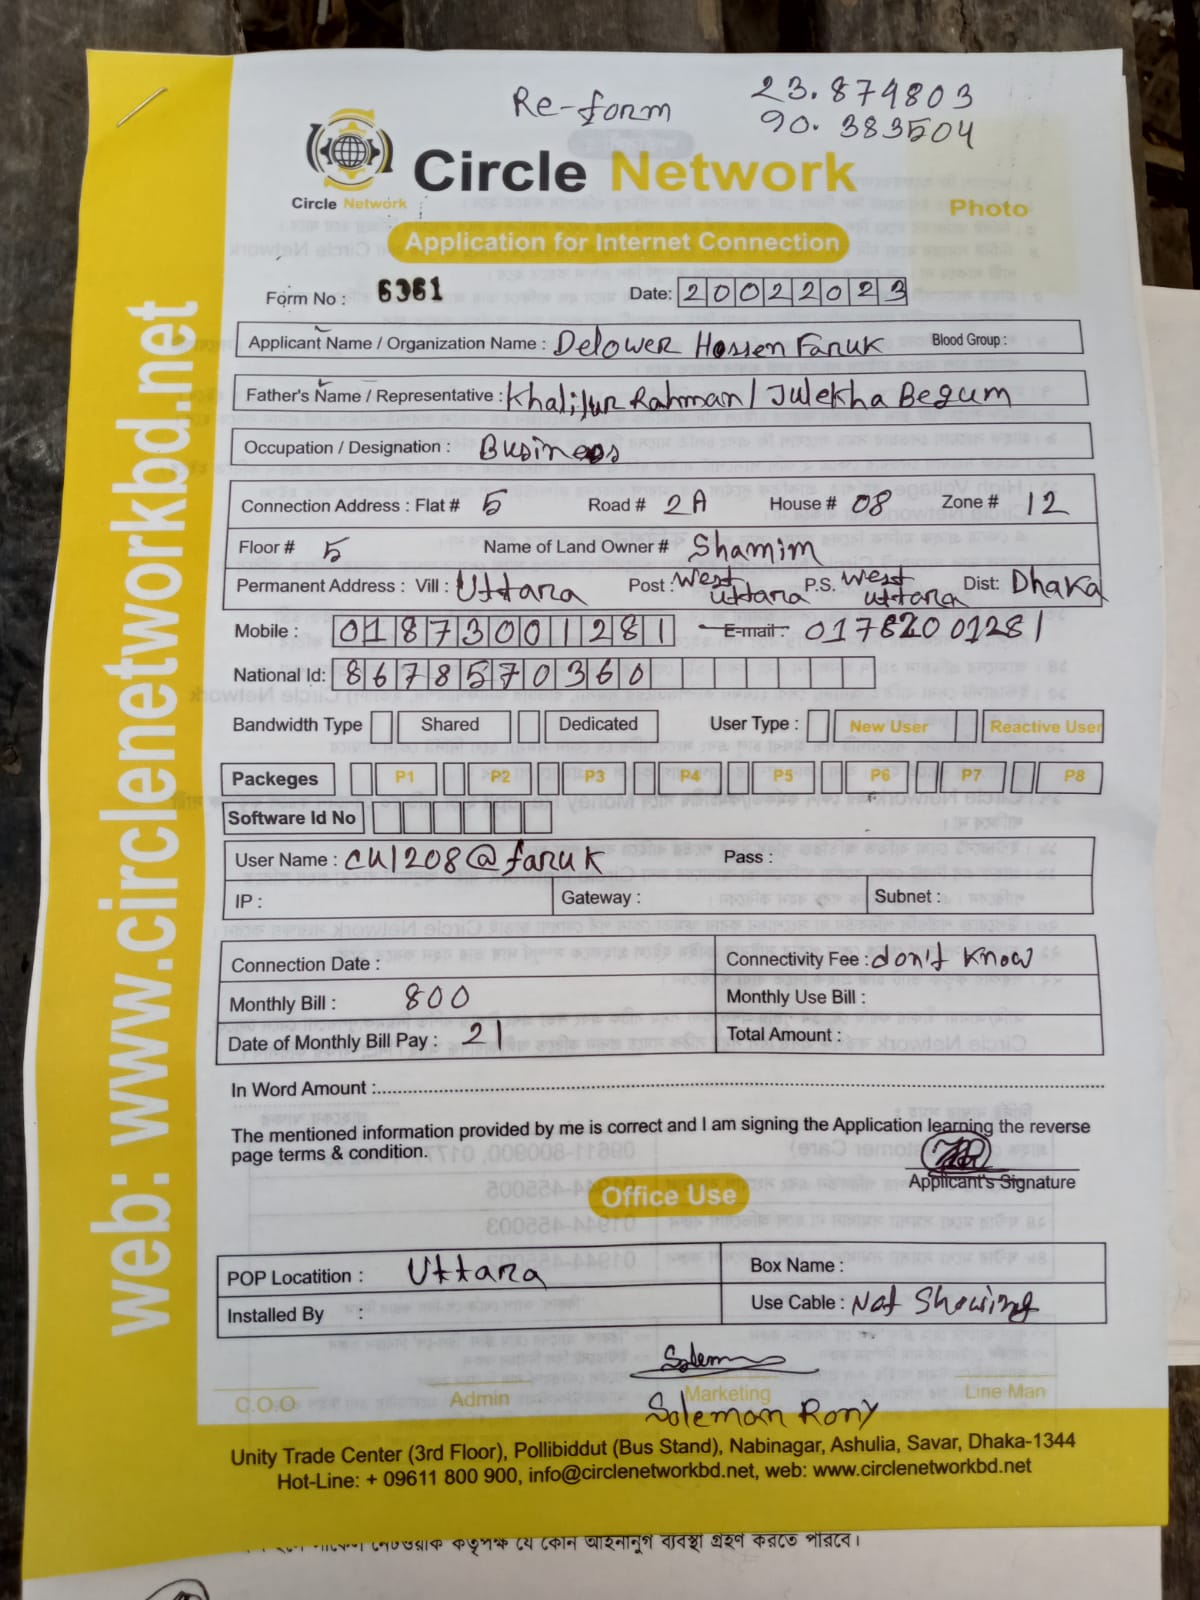 Re-form
23.874803
90.383504
Circle Network
Circle Network
Photo
Application for Internet Connection
Form No : 6361
Date: 20022023
Applicant Name / Organization Name : Delower Hossen Faruk Blood Group :
Father's Name / Representative : Khalilur Rahman / Julekha Begum
Occupation / Designation : Business
Connection Address : Flat # 5 Road # 2A House # 08 Zone # 12
Floor # 5 Name of Land Owner # Shamim
Permanent Address : Vill : Uttara Post : West Uttara P.S. West Uttara Dist: Dhaka
Mobile : 01873001281 E-mail : 01782001281
National Id: 8678570360
Bandwidth Type Shared Dedicated User Type : New User Reactive User
Packeges P1 P2 P3 P4 P5 P6 P7 P8
Software Id No
User Name : CU1208@faruk Pass :
IP : Gateway : Subnet :
Connection Date : Connectivity Fee : don't know
Monthly Bill : 800 Monthly Use Bill :
Date of Monthly Bill Pay : 21 Total Amount :
In Word Amount :
The mentioned information provided by me is correct and I am signing the Application learning the reverse
page terms & condition.
Applicant's Signature
Office Use
POP Locatition : Uttara Box Name :
Installed By : Use Cable : Not Showing
Solem
C.O.O Admin Marketing Line Man
Soleman Rony
Unity Trade Center (3rd Floor), Pollibiddut (Bus Stand), Nabinagar, Ashulia, Savar, Dhaka-1344
Hot-Line: + 09611 800 900, info@circlenetworkbd.net, web: www.circlenetworkbd.net
web: www.circlenetworkbd.net
কতৃপক্ষ যে কোন আইনানুগ ব্যবস্থা গ্রহণ করতে পারবে।